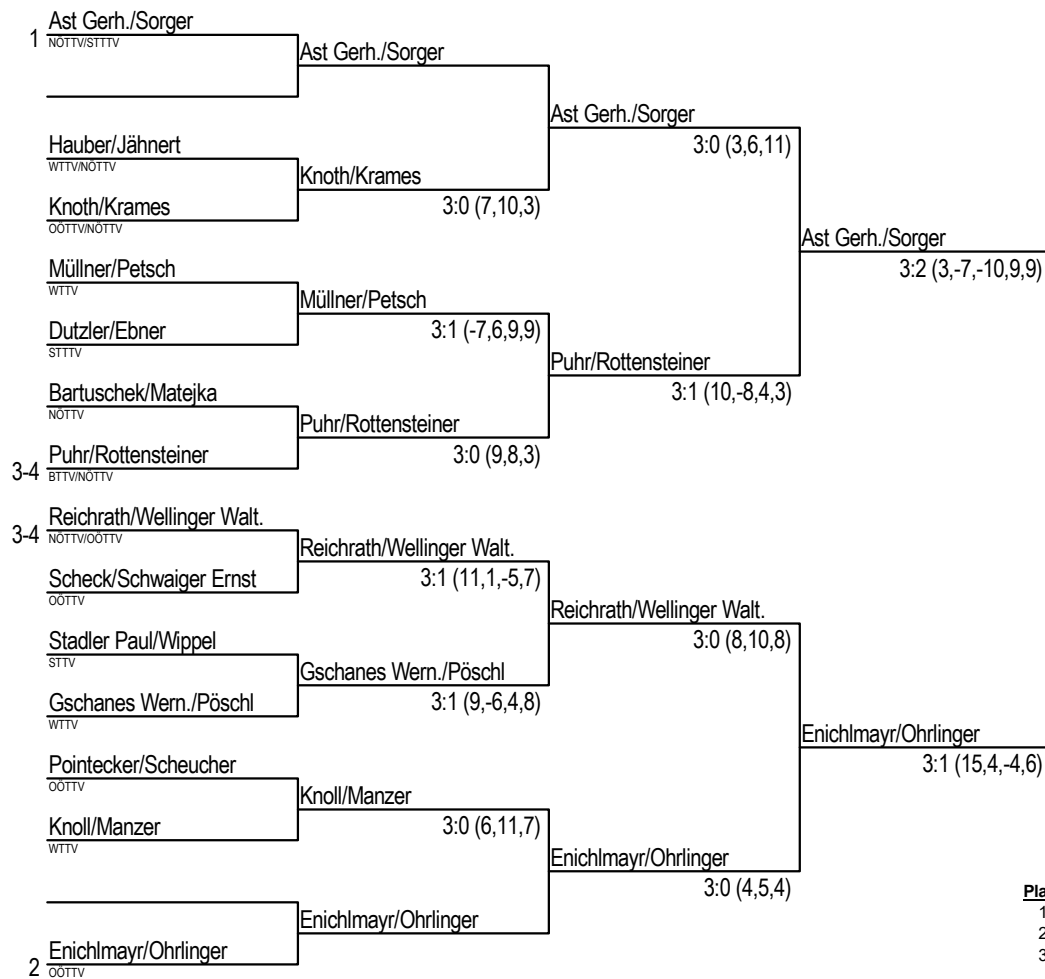 Ast Gerh./Sorger
1
NÖTTV/STTTV
Ast Gerh./Sorger
Ast Gerh./Sorger
3:0 (3,6,11)
Hauber/Jähnert
WTTV/NÖTTV
Knoth/Krames
3:0 (7,10,3)
Knoth/Krames
OÖTTV/NÖTTV
Ast Gerh./Sorger
3:2 (3,-7,-10,9,9)
Müllner/Petsch
WTTV
Müllner/Petsch
3:1 (-7,6,9,9)
Dutzler/Ebner
STTTV
Puhr/Rottensteiner
3:1 (10,-8,4,3)
Bartuschek/Matejka
NÖTTV
Puhr/Rottensteiner
3:0 (9,8,3)
Puhr/Rottensteiner
3-4
BTTV/NÖTTV
Reichrath/Wellinger Walt.
3-4
NÖTTV/OÖTTV
Reichrath/Wellinger Walt.
3:1 (11,1,-5,7)
Scheck/Schwaiger Ernst
OÖTTV
Reichrath/Wellinger Walt.
3:0 (8,10,8)
Stadler Paul/Wippel
STTV
Gschanes Wern./Pöschl
3:1 (9,-6,4,8)
Gschanes Wern./Pöschl
WTTV
Enichlmayr/Ohrlinger
3:1 (15,4,-4,6)
Pointecker/Scheucher
OÖTTV
Knoll/Manzer
3:0 (6,11,7)
Knoll/Manzer
WTTV
Enichlmayr/Ohrlinger
3:0 (4,5,4)
Enichlmayr/Ohrlinger
Enichlmayr/Ohrlinger
2
OÖTTV
Pla
1
2
3